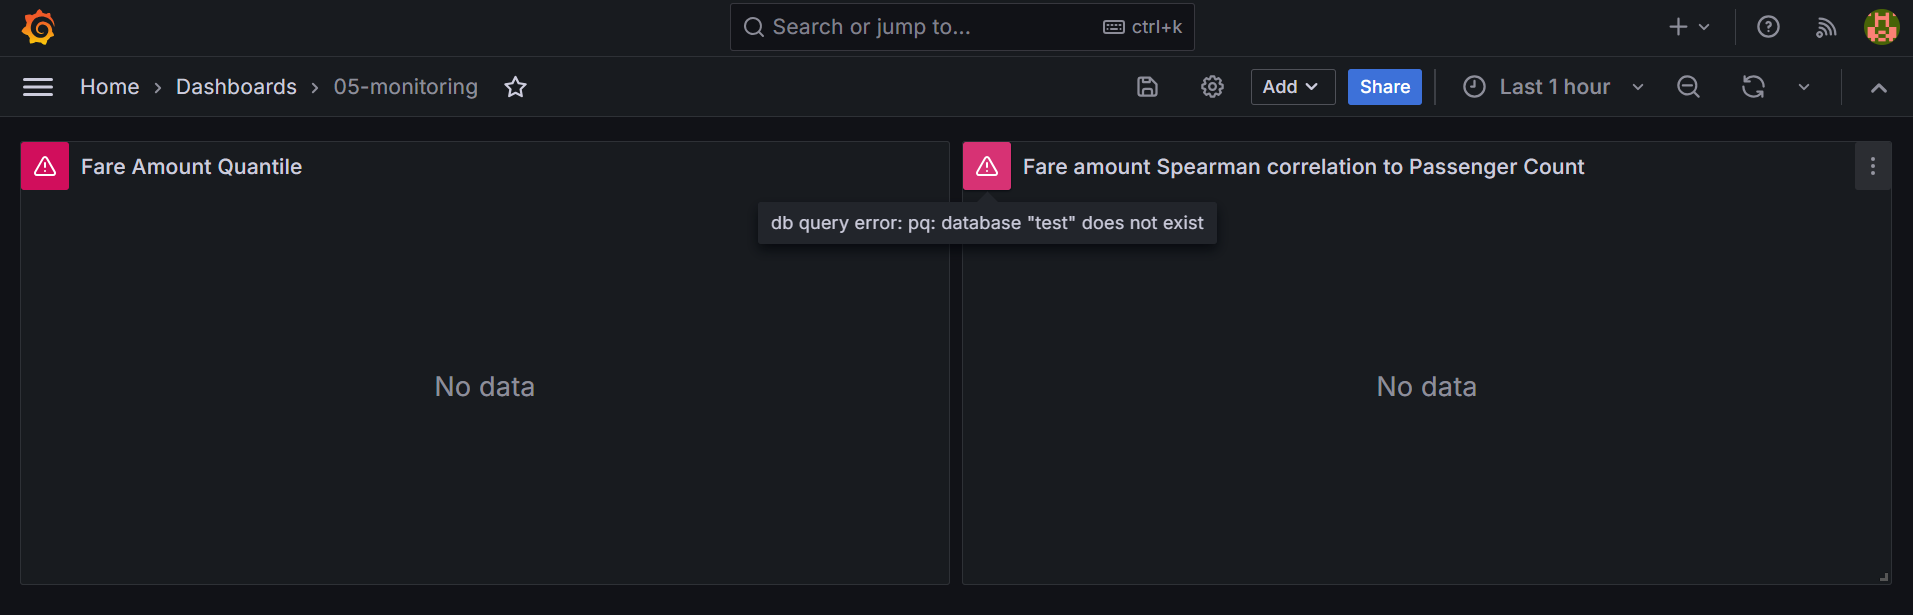 Search or jump to...
ctrl+k
Home › Dashboards › 05-monitoring
Add
Share
Last 1 hour
Fare Amount Quantile
Fare amount Spearman correlation to Passenger Count
db query error: pq: database "test" does not exist
No data
No data